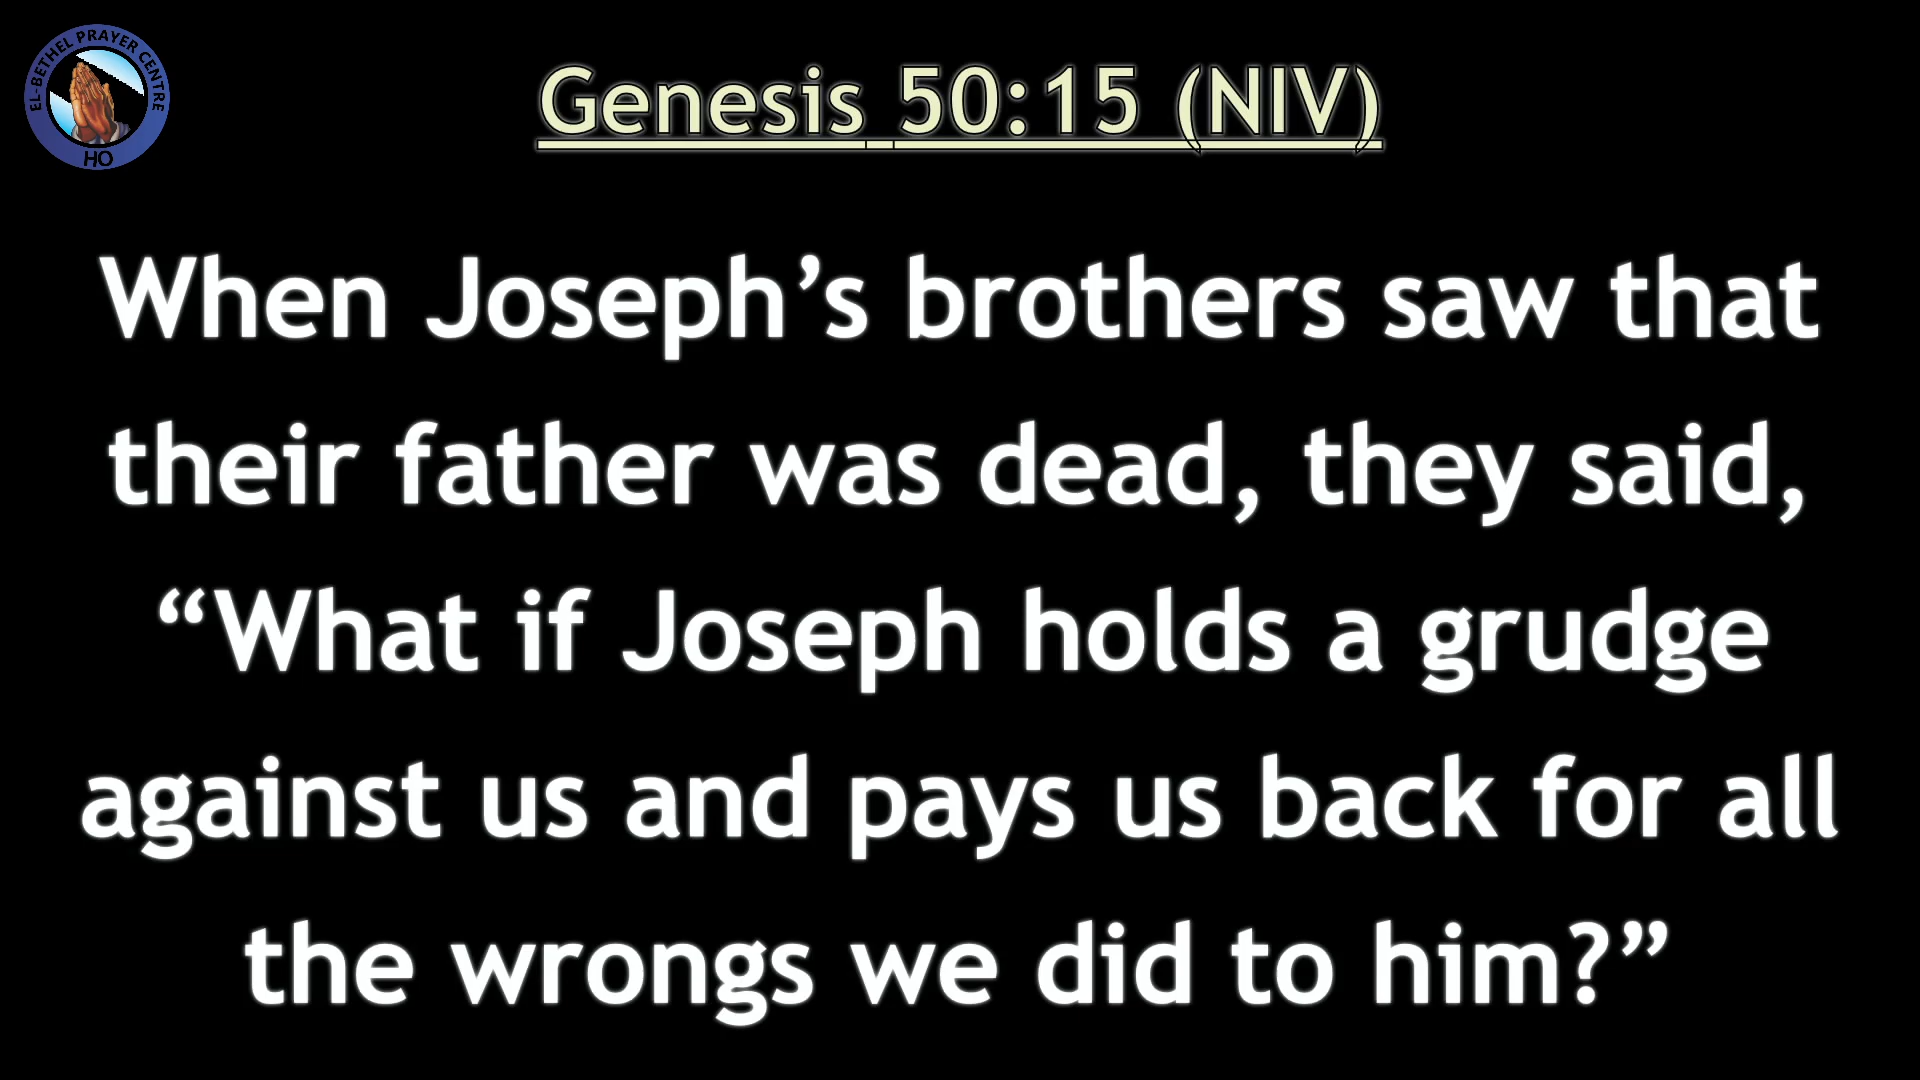 EL-BETHEL PRAYER CENTRE
HO
Genesis 50:15 (NIV)
When Joseph’s brothers saw that
their father was dead, they said,
“What if Joseph holds a grudge
against us and pays us back for all
the wrongs we did to him?”